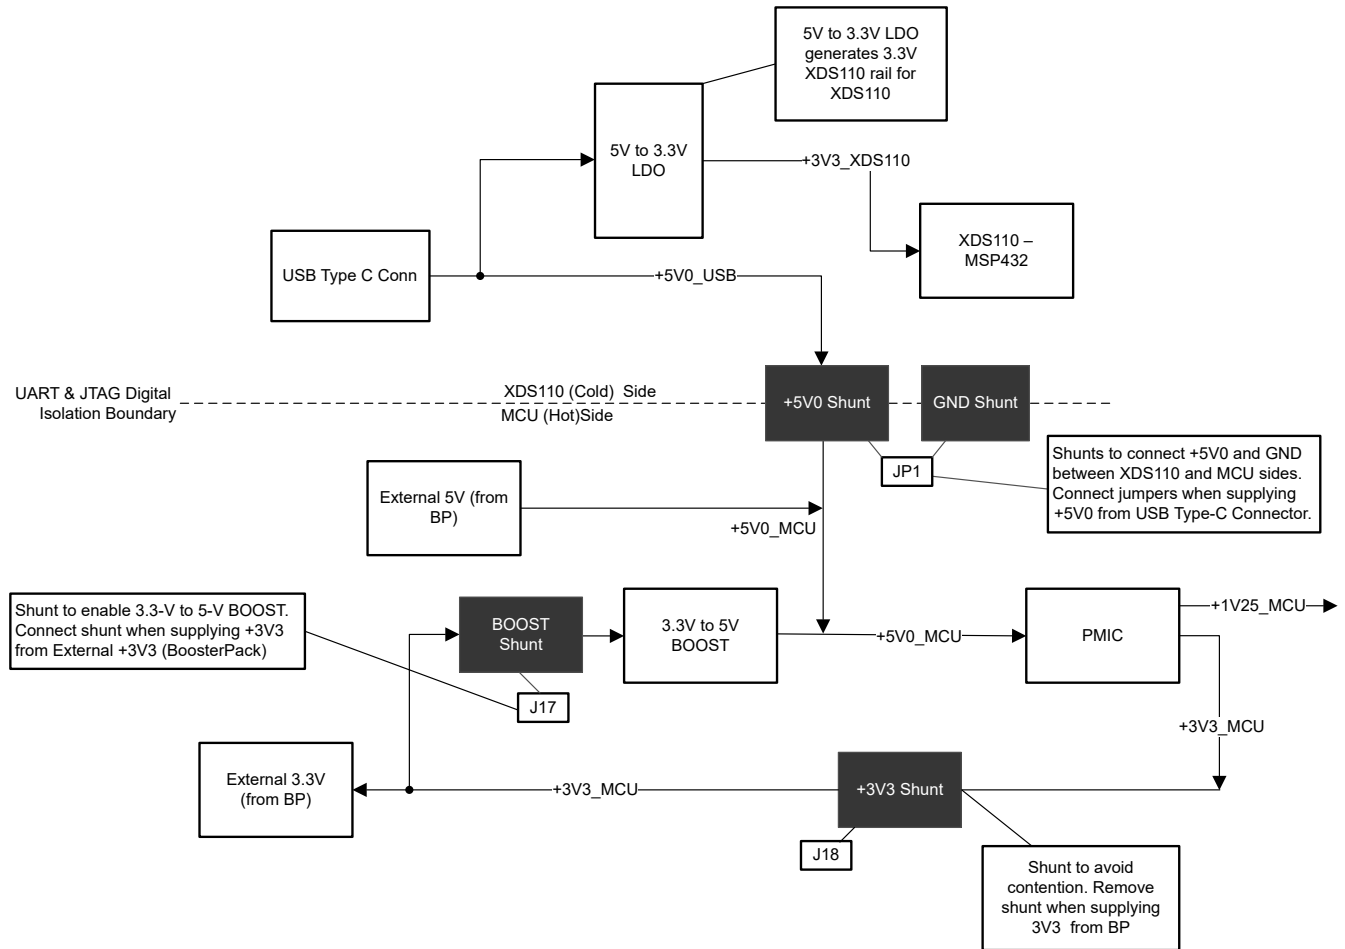 5V to 3.3V LDO
generates 3.3V
XDS110 rail for
XDS110
5V to 3.3V
LDO
+3V3_XDS110
XDS110 –
MSP432
USB Type C Conn
+5V0_USB
UART & JTAG Digital
Isolation Boundary
XDS110 (Cold) Side
MCU (Hot)Side
+5V0 Shunt
GND Shunt
JP1
Shunts to connect +5V0 and GND
between XDS110 and MCU sides.
Connect jumpers when supplying
+5V0 from USB Type-C Connector.
External 5V (from
BP)
+5V0_MCU
Shunt to enable 3.3-V to 5-V BOOST.
Connect shunt when supplying +3V3
from External +3V3 (BoosterPack)
BOOST
Shunt
3.3V to 5V
BOOST
+5V0_MCU
PMIC
+1V25_MCU
J17
+3V3_MCU
External 3.3V
(from BP)
+3V3_MCU
+3V3 Shunt
J18
Shunt to avoid
contention. Remove
shunt when supplying
3V3 from BP